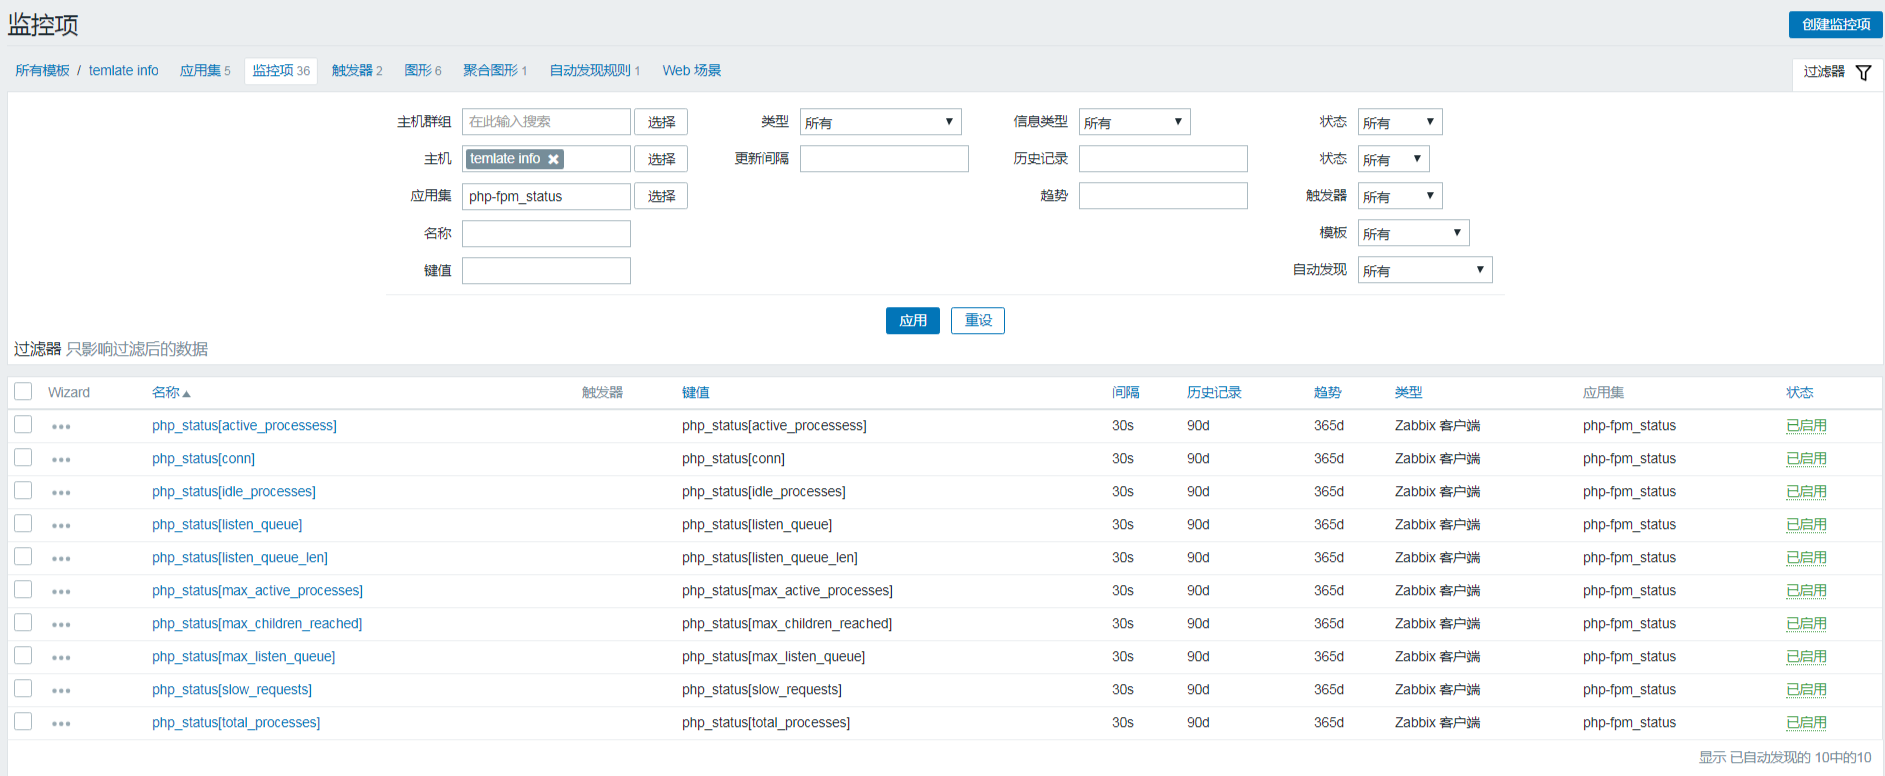 监控项
创建监控项
所有模板 / temlate info 应用集 5 监控项 36 触发器 2 图形 6 聚合图形 1 自动发现规则 1 Web 场景 过滤器
主机群组 在此输入搜索 选择 类型 所有 信息类型 所有 状态 所有
主机 temlate info 选择 更新间隔 历史记录 状态 所有
应用集 php-fpm_status 选择 趋势 触发器 所有
名称 模板 所有
键值 自动发现 所有
应用 重设
过滤器 只影响过滤后的数据
Wizard 名称 触发器 键值 间隔 历史记录 趋势 类型 应用集 状态
php_status[active_processess] php_status[active_processess] 30s 90d 365d Zabbix 客户端 php-fpm_status 已启用
php_status[conn] php_status[conn] 30s 90d 365d Zabbix 客户端 php-fpm_status 已启用
php_status[idle_processes] php_status[idle_processes] 30s 90d 365d Zabbix 客户端 php-fpm_status 已启用
php_status[listen_queue] php_status[listen_queue] 30s 90d 365d Zabbix 客户端 php-fpm_status 已启用
php_status[listen_queue_len] php_status[listen_queue_len] 30s 90d 365d Zabbix 客户端 php-fpm_status 已启用
php_status[max_active_processes] php_status[max_active_processes] 30s 90d 365d Zabbix 客户端 php-fpm_status 已启用
php_status[max_children_reached] php_status[max_children_reached] 30s 90d 365d Zabbix 客户端 php-fpm_status 已启用
php_status[max_listen_queue] php_status[max_listen_queue] 30s 90d 365d Zabbix 客户端 php-fpm_status 已启用
php_status[slow_requests] php_status[slow_requests] 30s 90d 365d Zabbix 客户端 php-fpm_status 已启用
php_status[total_processes] php_status[total_processes] 30s 90d 365d Zabbix 客户端 php-fpm_status 已启用
显示 已自动发现的 10中的10